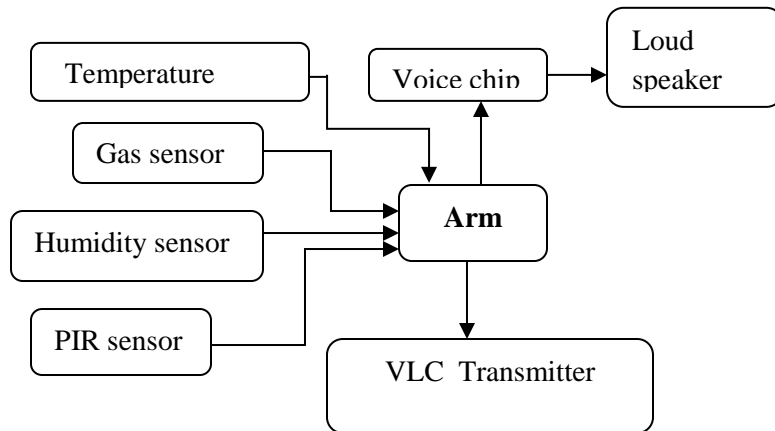 Temperature
Gas sensor
Humidity sensor
PIR sensor
Voice chip
Loud
speaker
Arm
VLC Transmitter